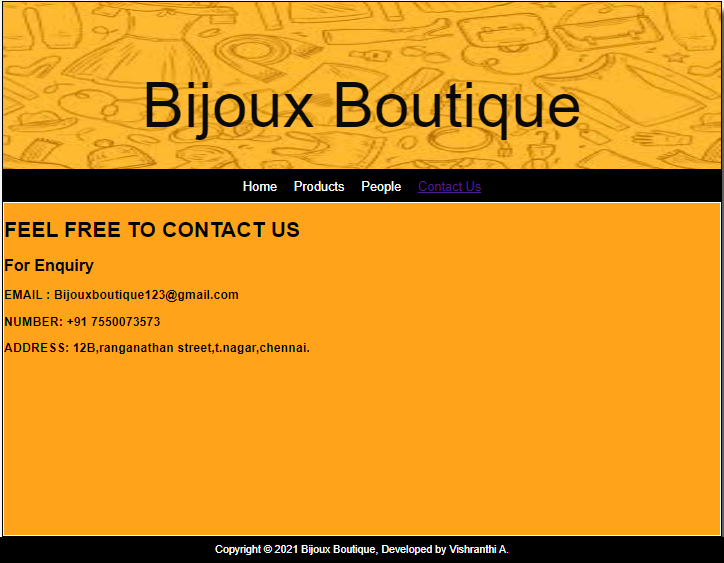 Bijoux Boutique
Home Products People Contact Us
FEEL FREE TO CONTACT US
For Enquiry
EMAIL : Bijouxboutique123@gmail.com
NUMBER: +91 7550073573
ADDRESS: 12B,ranganathan street,t.nagar,chennai.
Copyright © 2021 Bijoux Boutique, Developed by Vishranthi A.